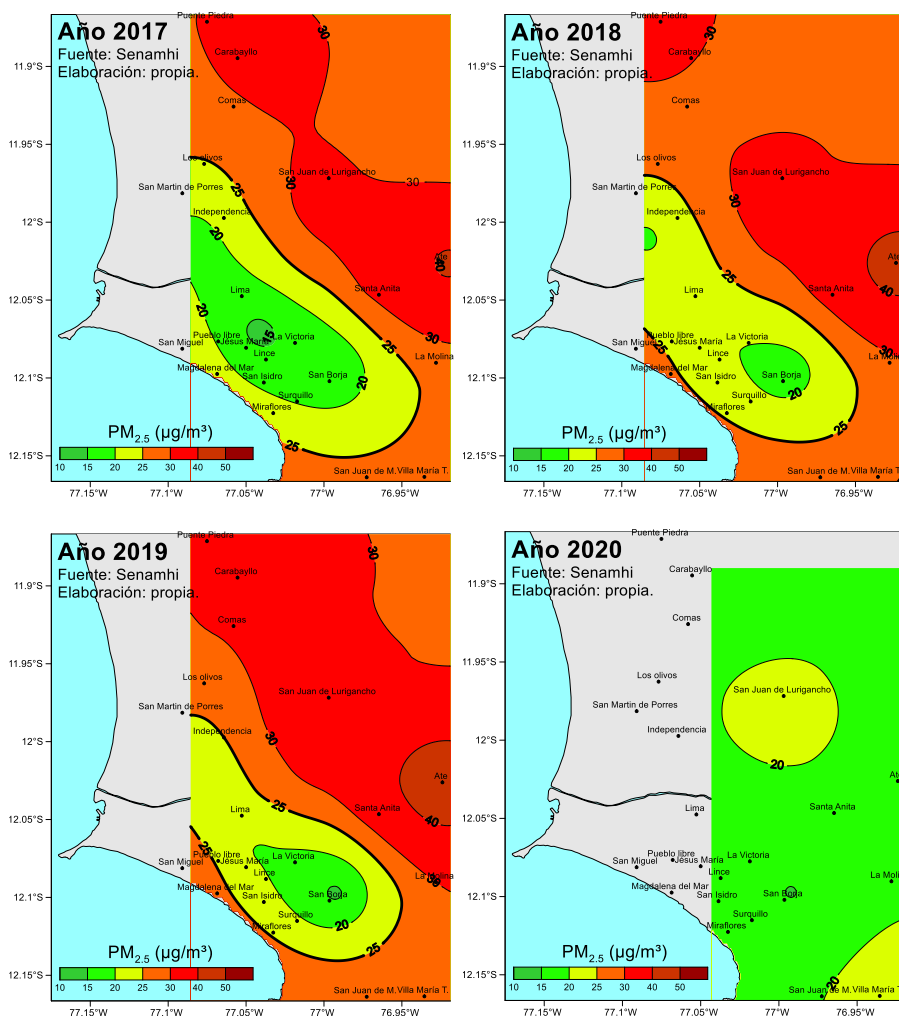 Puente Piedra
Año 2017
Fuente: Senamhi
Elaboración: propia.
30
Carabayllo
Comas
Los olivos
25
San Juan de Lurigancho
30
30
San Martin de Porres
Independencia
20
Ate
40
Lima
Santa Anita
20
15
25
30
Pueblo libre
Jesus Maria
La Victoria
San Miguel
Lince
La Molina
Magdalena del Mar
San Isidro
San Borja
20
Surquillo
Miraflores
25
PM2.5 (µg/m³)
10 15 20 25 30 40 50
San Juan de M. Villa María T.
11.9°S
11.95°S
12°S
12.05°S
12.1°S
12.15°S
77.15°W 77.1°W 77.05°W 77°W 76.95°W
Puente Piedra
Año 2018
Fuente: Senamhi
Elaboración: propia.
30
30
Carabayllo
Comas
Los olivos
San Juan de Lurigancho
San Martin de Porres
30
Independencia
25
Ate
40
Lima
Santa Anita
Pueblo libre
25
Jesus María
La Victoria
San Miguel
Lince
30
La Molina
Magdalena del Mar
San Isidro
San Borja
20
Surquillo
Miraflores
25
PM2.5 (µg/m³)
10 15 20 25 30 40 50
San Juan de M. Villa María T.
77.15°W 77.1°W 77.05°W 77°W 76.95°W
Puente Piedra
Año 2019
Fuente: Senamhi
Elaboración: propia.
30
Carabayllo
Comas
Los olivos
San Juan de Lurigancho
San Martin de Porres
Independencia
30
Ate
25
Lima
Santa Anita
40
Pueblo libre
Jesus María
La Victoria
San Miguel
Lince
30
La Molina
Magdalena del Mar
San Isidro
San Borja
Surquillo
20
Miraflores
25
PM2.5 (µg/m³)
10 15 20 25 30 40 50
San Juan de M. Villa María T.
11.9°S
11.95°S
12°S
12.05°S
12.1°S
12.15°S
77.15°W 77.1°W 77.05°W 77°W 76.95°W
Puente Piedra
Año 2020
Fuente: Senamhi
Elaboración: propia.
Carabayllo
Comas
Los olivos
San Juan de Lurigancho
San Martin de Porres
Independencia
20
Ate
Lima
Santa Anita
Pueblo libre
Jesus María
La Victoria
San Miguel
Lince
La Molina
Magdalena del Mar
San Isidro
San Borja
Surquillo
Miraflores
PM2.5 (µg/m³)
10 15 20 25 30 40 50
20
San Juan de M. Villa María T.
11.9°S
11.95°S
12°S
12.05°S
12.1°S
12.15°S
77.15°W 77.1°W 77.05°W 77°W 76.95°W